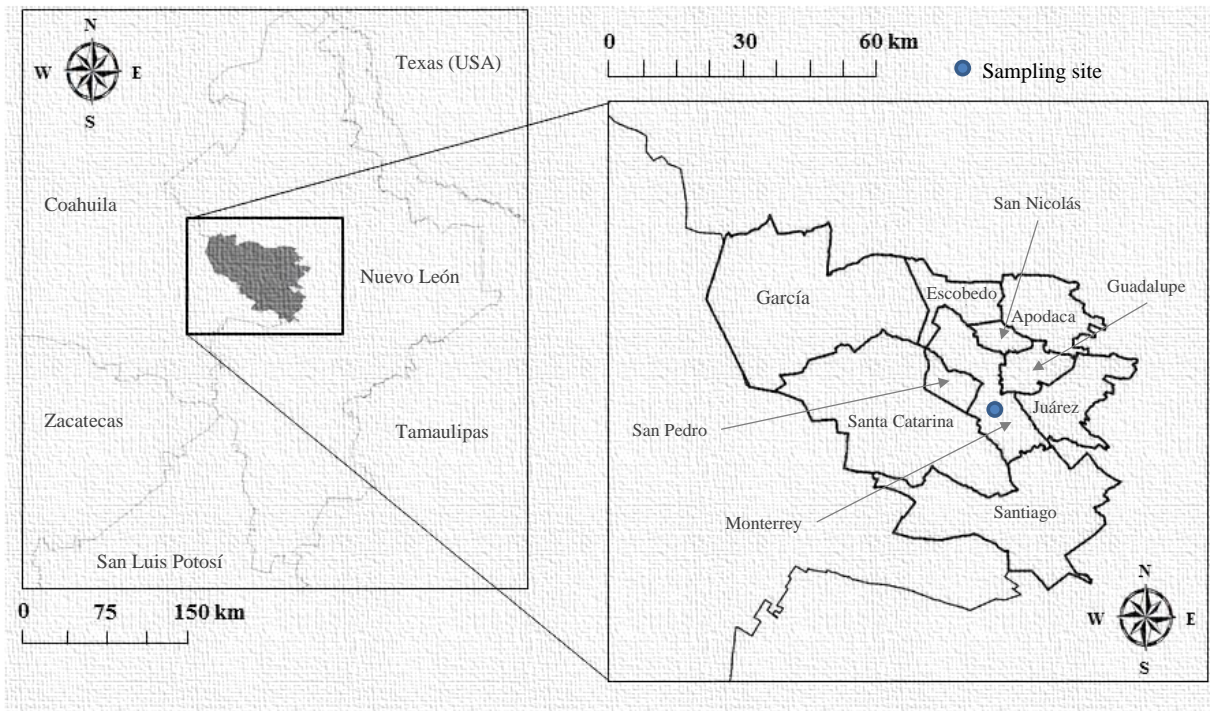 N
W E
S
Texas (USA)
Coahuila
Nuevo León
Zacatecas
Tamaulipas
San Luis Potosí
0 75 150 km
0 30 60 km
Sampling site
San Nicolás
García
Escobedo
Guadalupe
Apodaca
San Pedro
Santa Catarina
Juárez
Monterrey
Santiago
N
W E
S